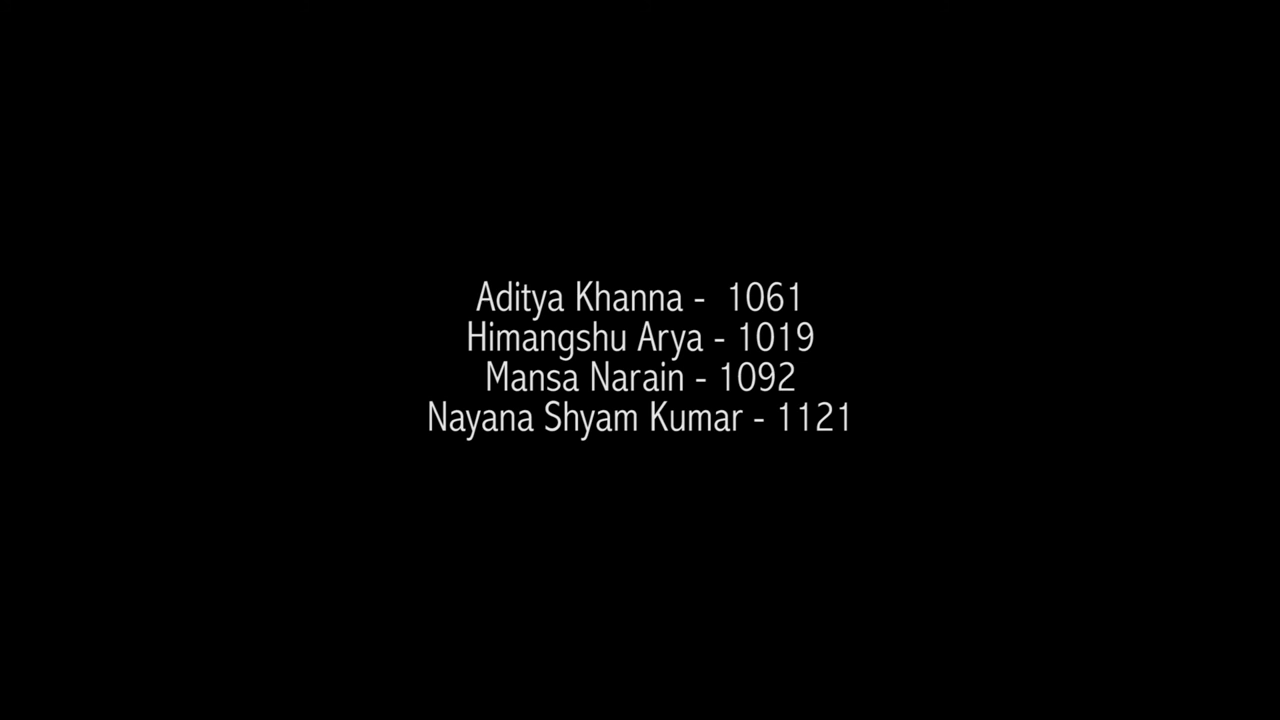 Aditya Khanna -  1061
Himangshu Arya - 1019
Mansa Narain - 1092
Nayana Shyam Kumar - 1121